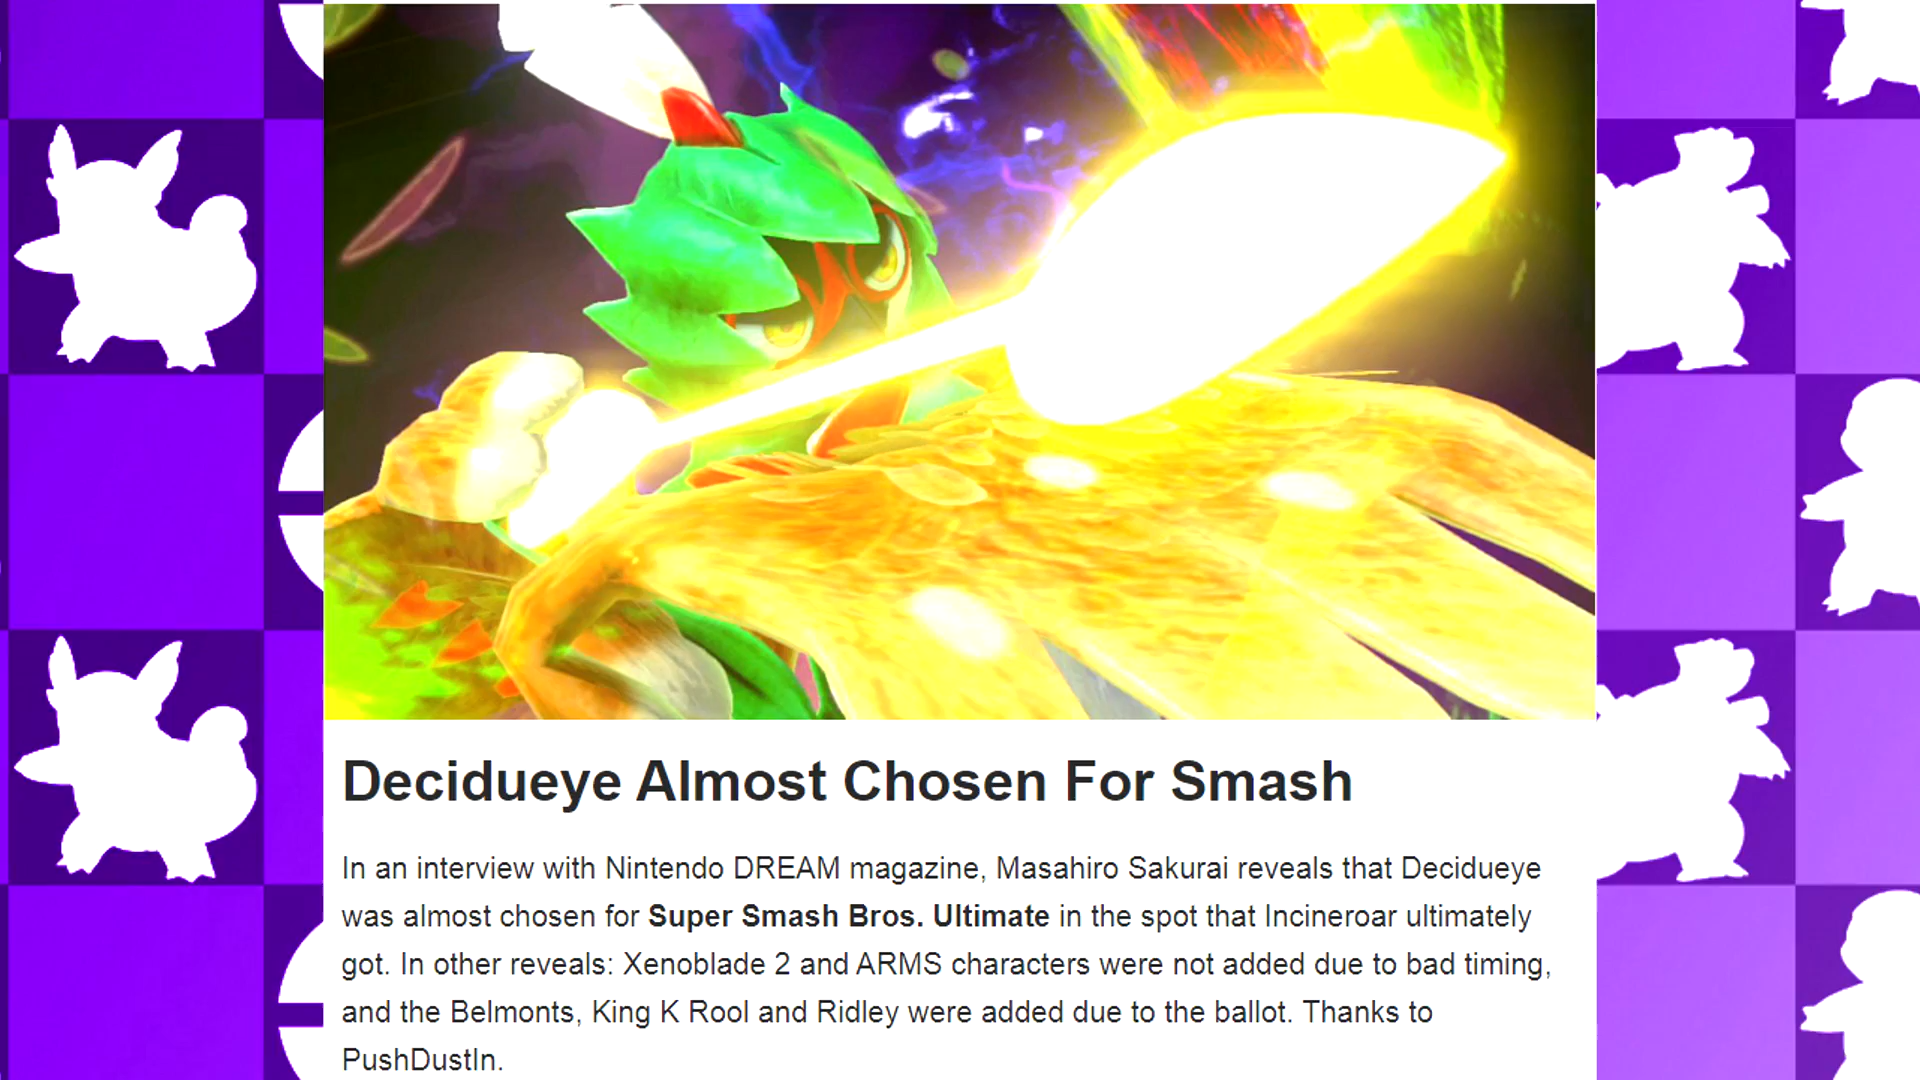 Decidueye Almost Chosen For Smash
In an interview with Nintendo DREAM magazine, Masahiro Sakurai reveals that Decidueye
was almost chosen for Super Smash Bros. Ultimate in the spot that Incineroar ultimately
got. In other reveals: Xenoblade 2 and ARMS characters were not added due to bad timing,
and the Belmonts, King K Rool and Ridley were added due to the ballot. Thanks to
PushDustIn.